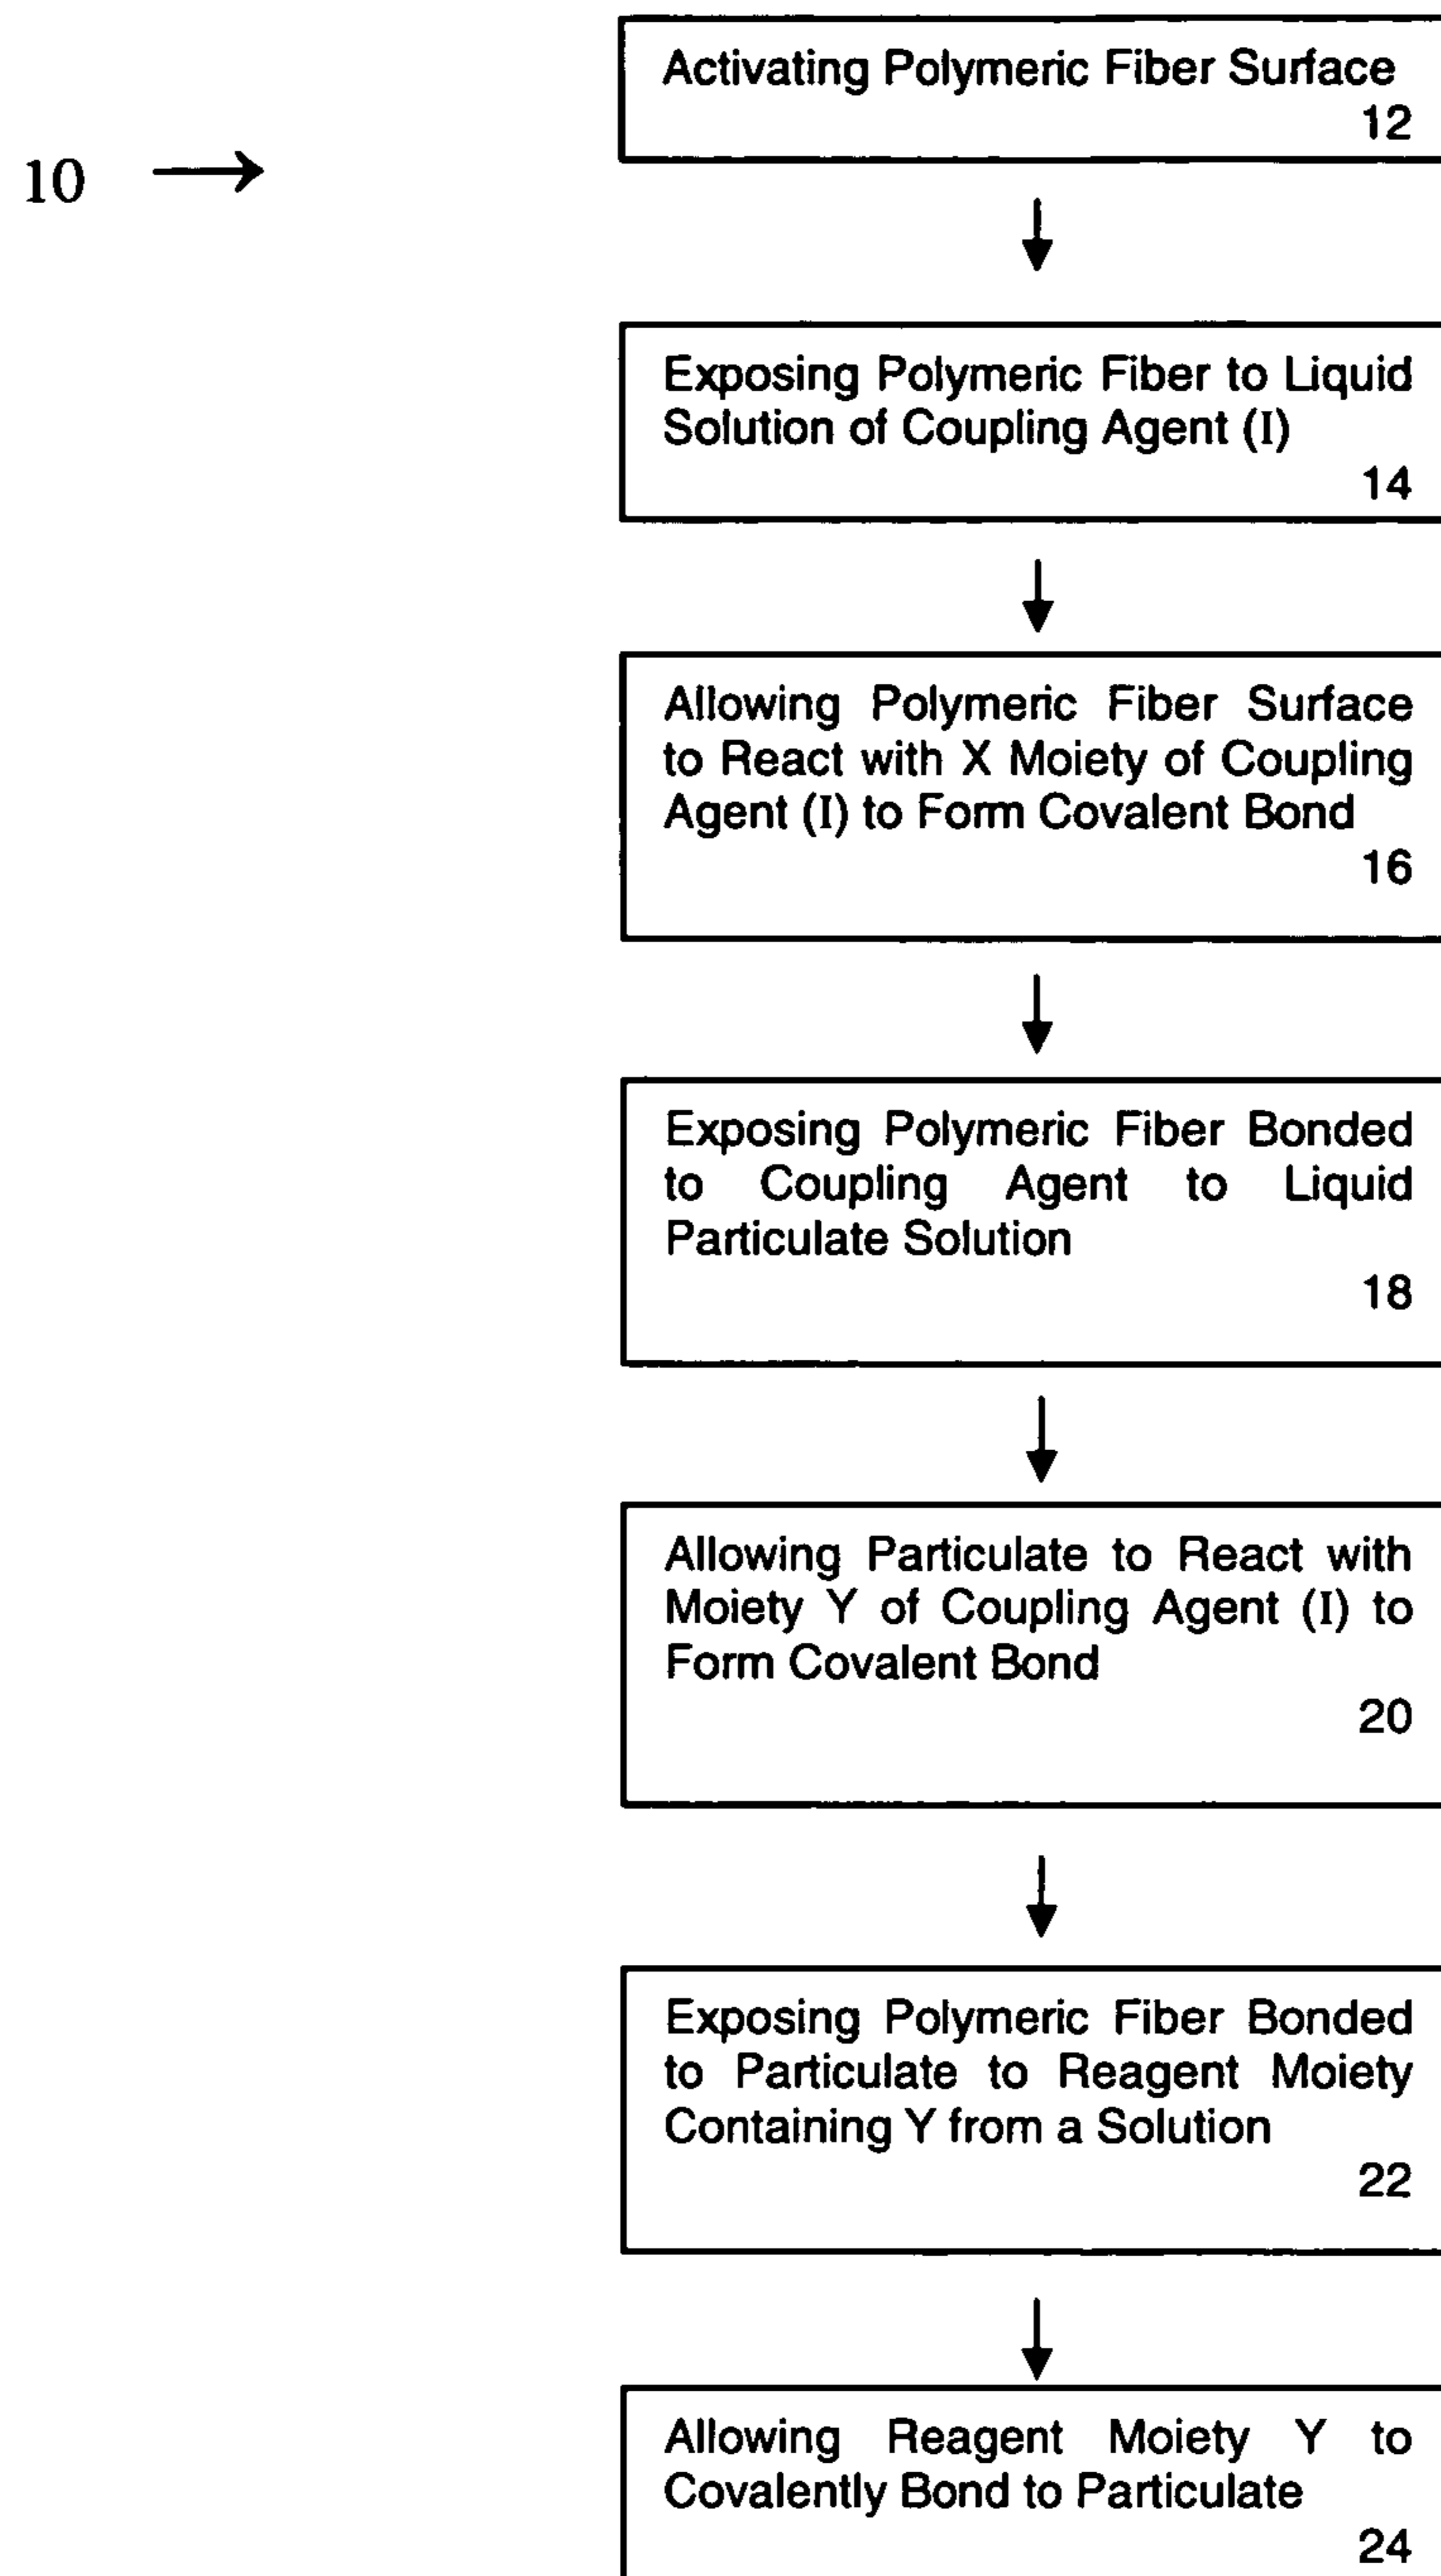 Activating Polymeric Fiber Surface
12
10
Exposing Polymeric Fiber to Liquid
Solution of Coupling Agent (I)
14
Allowing Polymeric Fiber Surface
to React with X Moiety of Coupling
Agent (I) to Form Covalent Bond
16
Exposing Polymeric Fiber Bonded
to Coupling Agent to Liquid
Particulate Solution
18
Allowing Particulate to React with
Moiety Y of Coupling Agent (I) to
Form Covalent Bond
20
Exposing Polymeric Fiber Bonded
to Particulate to Reagent Moiety
Containing Y from a Solution
22
Allowing Reagent Moiety Y to
Covalently Bond to Particulate
24